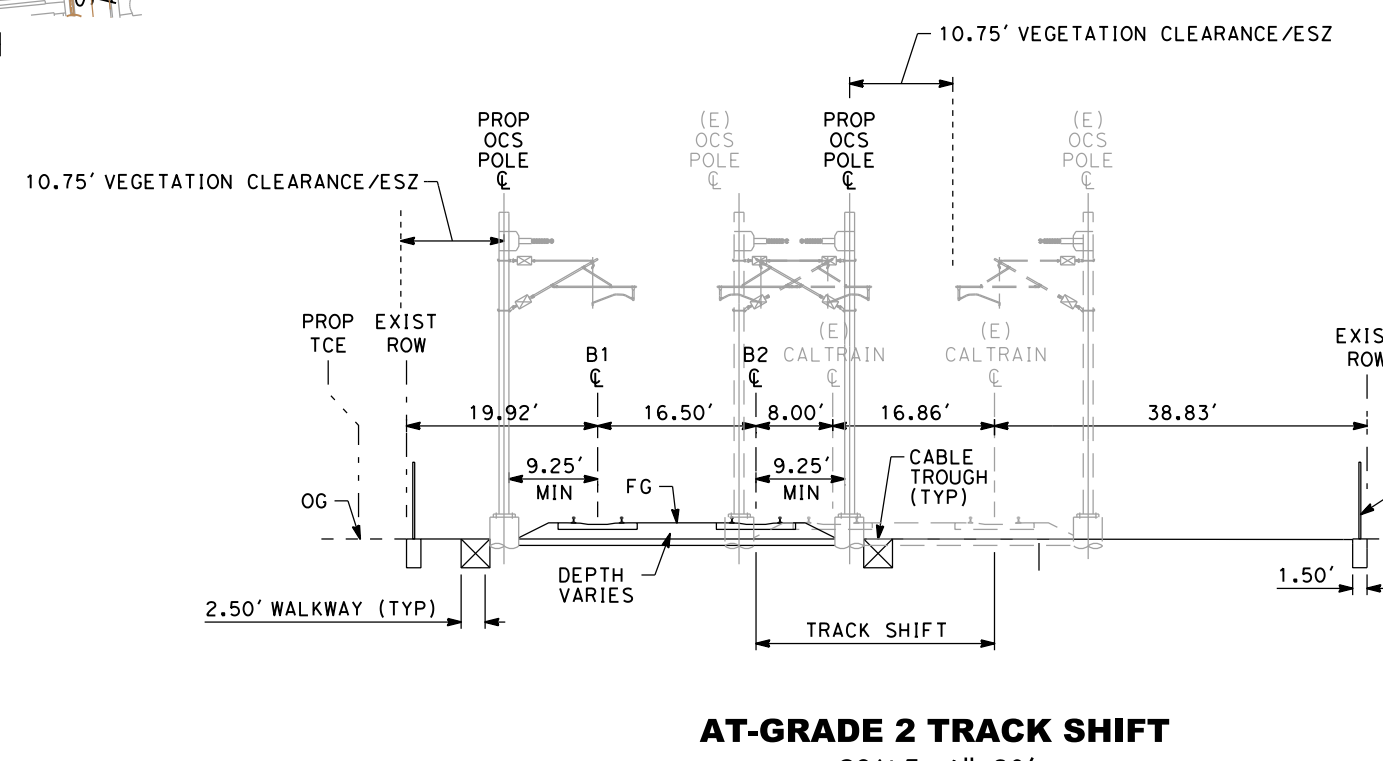 10.75' VEGETATION CLEARANCE/ESZ
PROP
OCS
POLE
℄
(E)
OCS
POLE
℄
PROP
OCS
POLE
℄
(E)
OCS
POLE
℄
10.75' VEGETATION CLEARANCE/ESZ
PROP
TCE
EXIST
ROW
B1
℄
B2
℄
(E)
CALTRAIN
℄
(E)
CALTRAIN
℄
EXIS
ROW
19.92'
16.50'
8.00'
16.86'
38.83'
9.25'
MIN
9.25'
MIN
FG
OG
CABLE
TROUGH
(TYP)
DEPTH
VARIES
1.50'
2.50' WALKWAY (TYP)
TRACK SHIFT
AT-GRADE 2 TRACK SHIFT